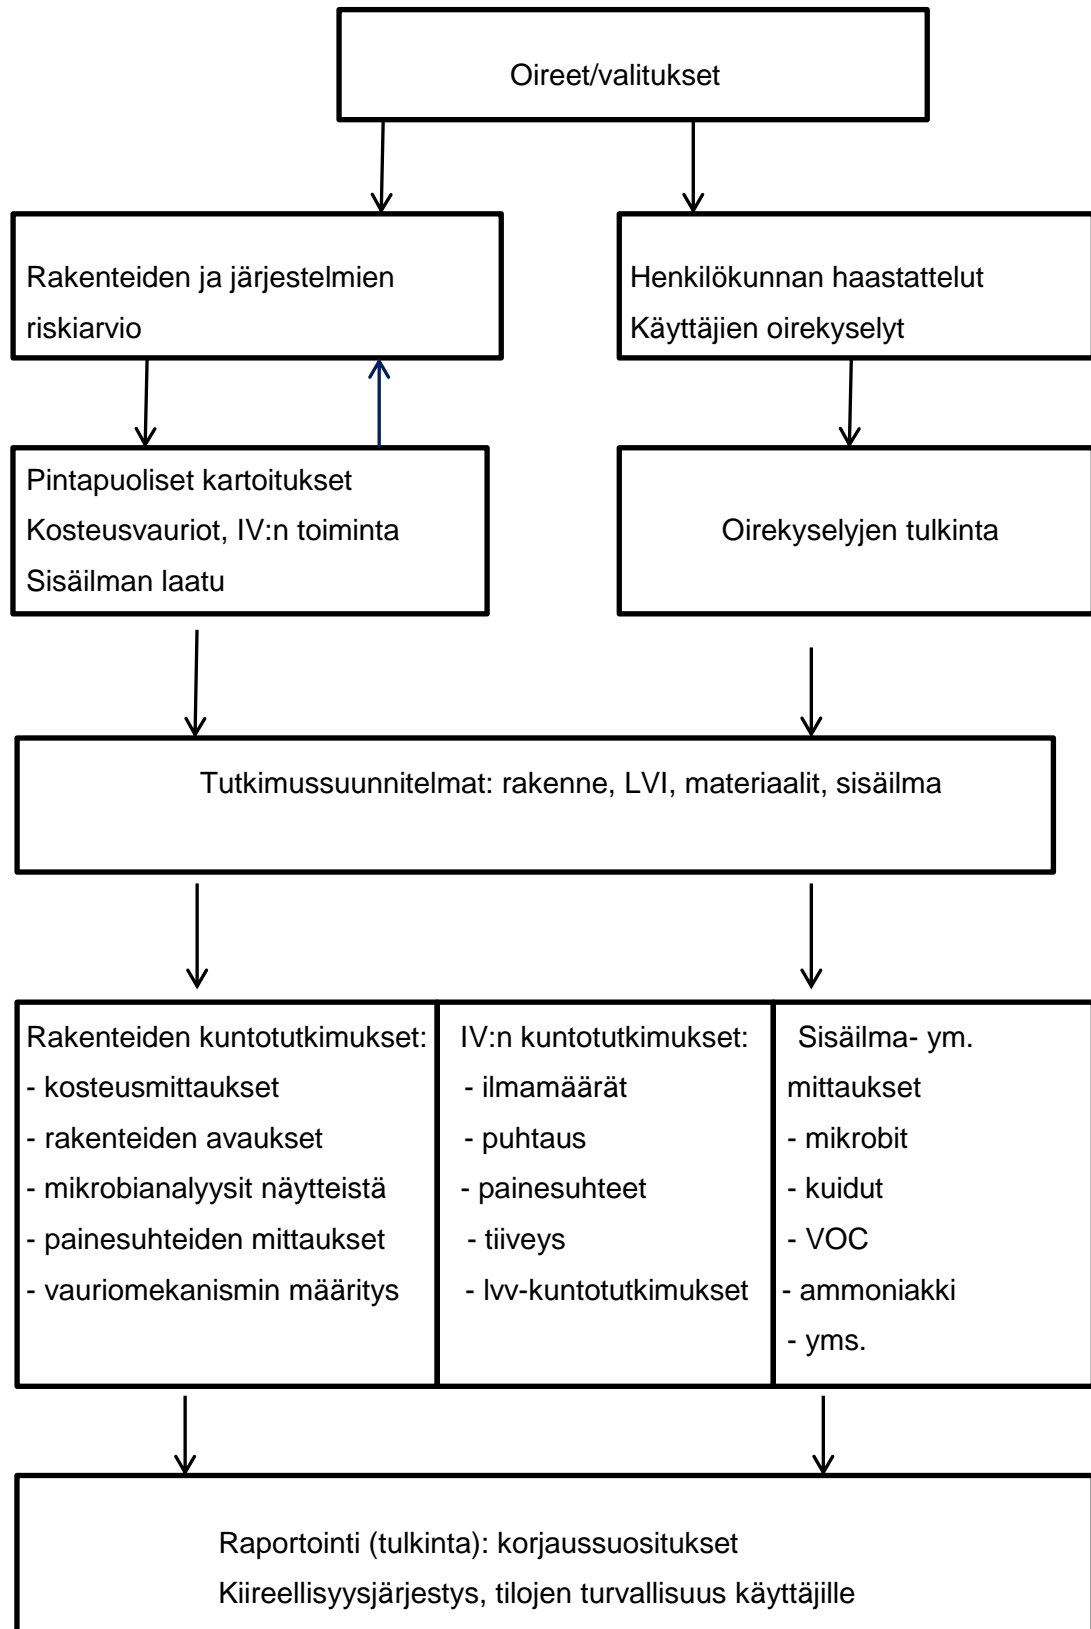 Oireet/valitukset
Rakenteiden ja järjestelmien
riskiarvio
Henkilökunnan haastattelut
Käyttäjien oirekyselyt
Pintapuoliset kartoitukset
Kosteusvauriot, IV:n toiminta
Sisäilman laatu
Oirekyselyjen tulkinta
Tutkimussuunnitelmat: rakenne, LVI, materiaalit, sisäilma
Rakenteiden kuntotutkimukset:
- kosteusmittaukset
- rakenteiden avaukset
- mikrobianalyysit näytteistä
- painesuhteiden mittaukset
- vauriomekanismin määritys
IV:n kuntotutkimukset:
- ilmamäärät
- puhtaus
- painesuhteet
- tiiveys
- lvv-kuntotutkimukset
Sisäilma- ym.
mittaukset
- mikrobit
- kuidut
- VOC
- ammoniakki
- yms.
Raportointi (tulkinta): korjaussuositukset
Kiireellisyysjärjestys, tilojen turvallisuus käyttäjille